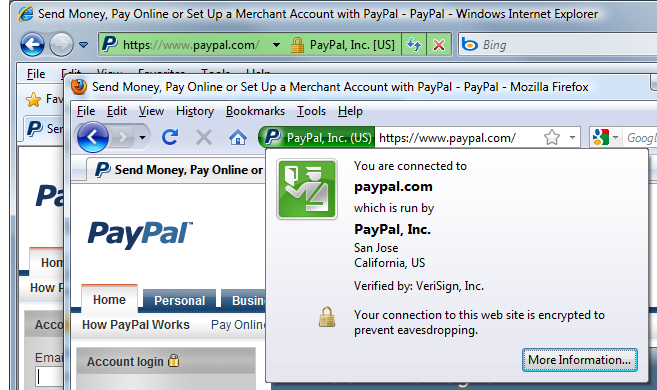 Send Money, Pay Online or Set Up a Merchant Account with PayPal - PayPal - Windows Internet Explorer
https://www.paypal.com/ PayPal, Inc. [US] Bing
File Edit View Favorites Tools Help
Send Money, Pay Online or Set Up a Merchant Account with PayPal - PayPal - Mozilla Firefox
Fav
File Edit View History Bookmarks Tools Help
Sen
PayPal, Inc. (US) https://www.paypal.com/ Goog
Send Money, Pay Online or
PayPal
You are connected to
paypal.com
which is run by
PayPal, Inc.
San Jose
California, US
Verified by: VeriSign, Inc.
Your connection to this web site is encrypted to
prevent eavesdropping.
More Information...
Hom
Home Personal Busin
How P
How PayPal Works Pay Online
Acco
Account login
Email